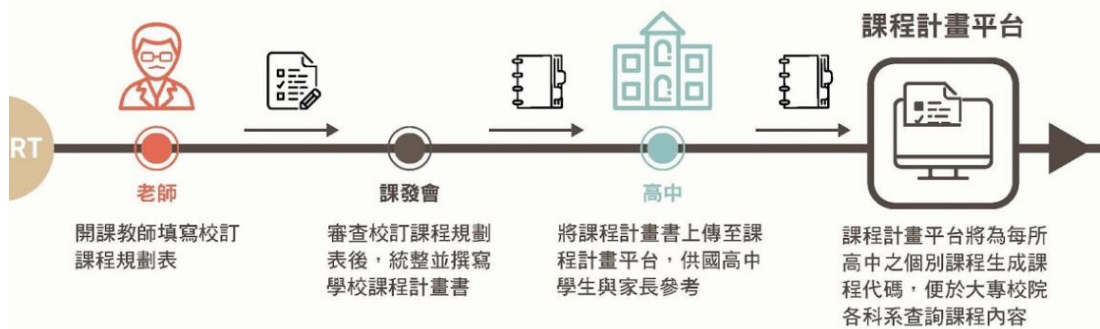 課程計畫平台
RT
老師
開課教師填寫校訂
課程規劃表
課發會
審查校訂課程規劃
表後，統整並撰寫
學校課程計畫書
高中
將課程計畫書上傳至課
程計畫平台，供國高中
學生與家長參考
課程計畫平台將為每所
高中之個別課程生成課
程代碼，便於大專校院
各科系查詢課程內容